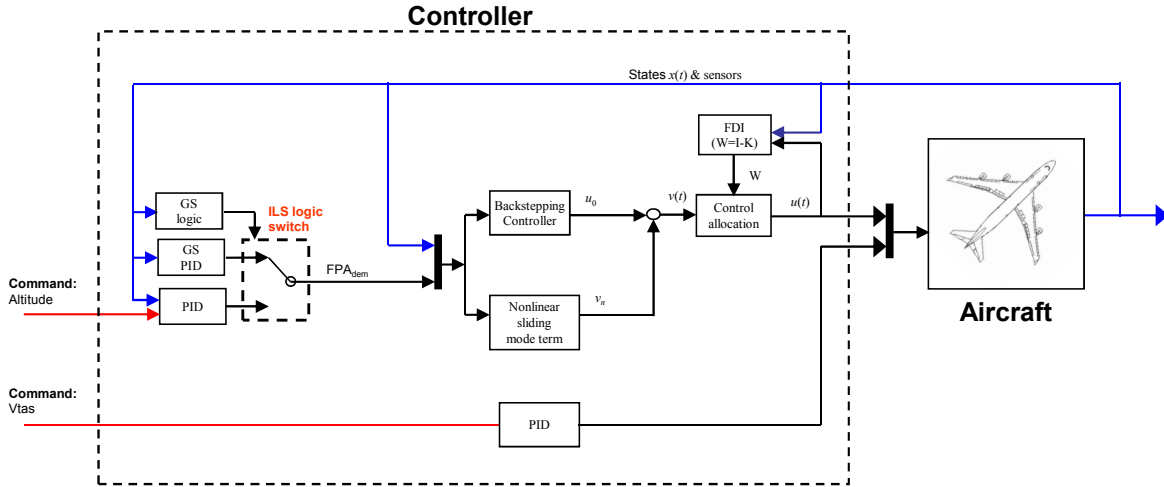 Controller
States x(t) & sensors
FDI
(W=I-K)
W
GS
logic
ILS logic
switch
Backstepping
Controller
u0
v(t)
Control
allocation
u(t)
GS
PID
FPAdem
Command:
Altitude
PID
Nonlinear
sliding
mode term
vn
Aircraft
Command:
Vtas
PID